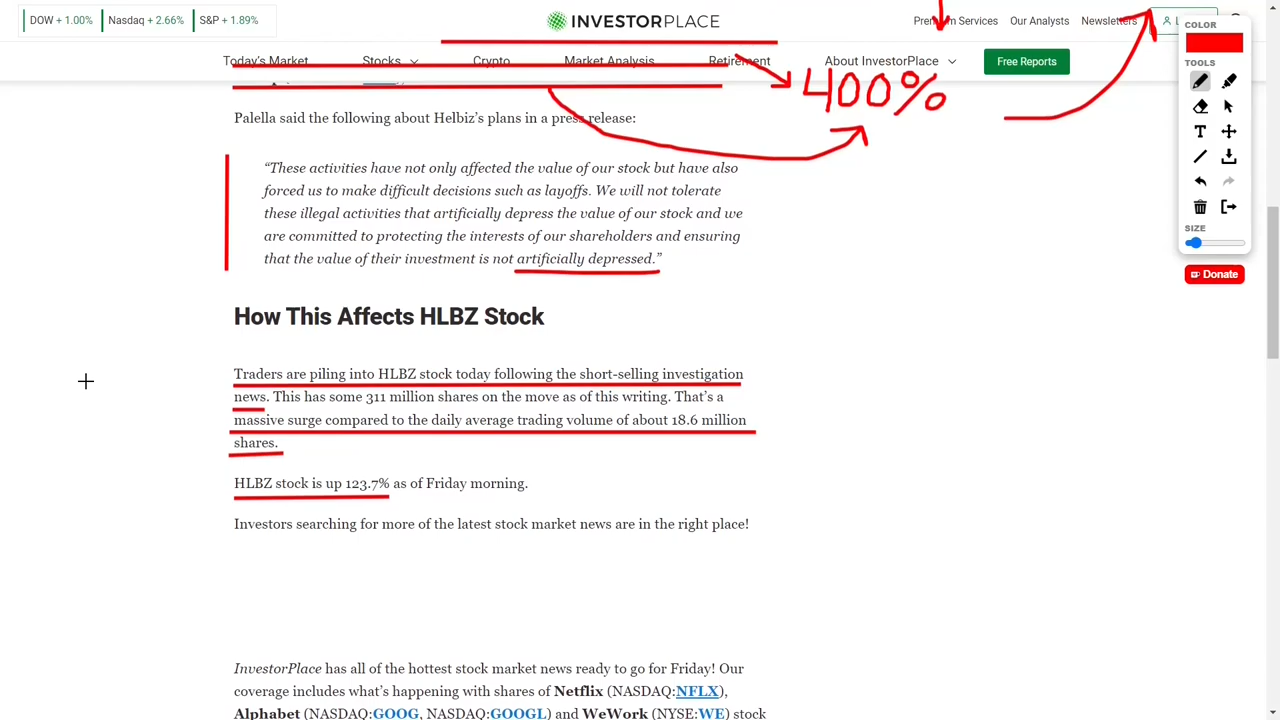 DOW + 1.00% Nasdaq + 2.66% S&P + 1.89%
INVESTORPLACE
Our Analysts Newsletters
COLOR
TOOLS
SIZE
Donate
Today's Market Stocks Crypto Market Analysis Retirement About InvestorPlace Free Reports
400%
Palella said the following about Helbiz’s plans in a press release:
“These activities have not only affected the value of our stock but have also
forced us to make difficult decisions such as layoffs. We will not tolerate
these illegal activities that artificially depress the value of our stock and we
are committed to protecting the interests of our shareholders and ensuring
that the value of their investment is not artificially depressed.”
How This Affects HLBZ Stock
Traders are piling into HLBZ stock today following the short-selling investigation
news. This has some 311 million shares on the move as of this writing. That’s a
massive surge compared to the daily average trading volume of about 18.6 million
shares.
HLBZ stock is up 123.7% as of Friday morning.
Investors searching for more of the latest stock market news are in the right place!
InvestorPlace has all of the hottest stock market news ready to go for Friday! Our
coverage includes what’s happening with shares of Netflix (NASDAQ:NFLX),
Alphabet (NASDAQ:GOOG, NASDAQ:GOOGL) and WeWork (NYSE:WE) stock